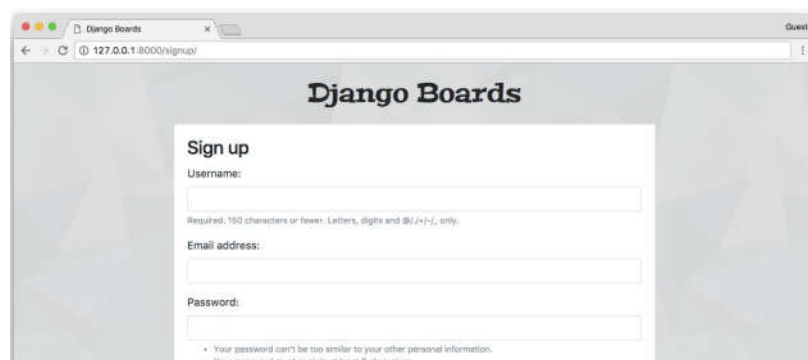 Django Boards
Guest
127.0.0.1:8000/signup/
Django Boards
Sign up
Username:
Required. 150 characters or fewer. Letters, digits and @/./+/-/_ only.
Email address:
Password:
• Your password can't be too similar to your other personal information.